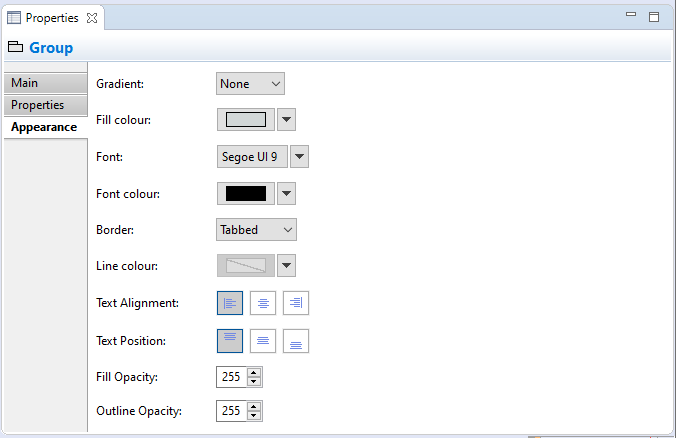 Properties
Group
Main
Properties
Appearance
Gradient: None
Fill colour:
Font: Segoe UI 9
Font colour:
Border: Tabbed
Line colour:
Text Alignment:
Text Position:
Fill Opacity: 255
Outline Opacity: 255